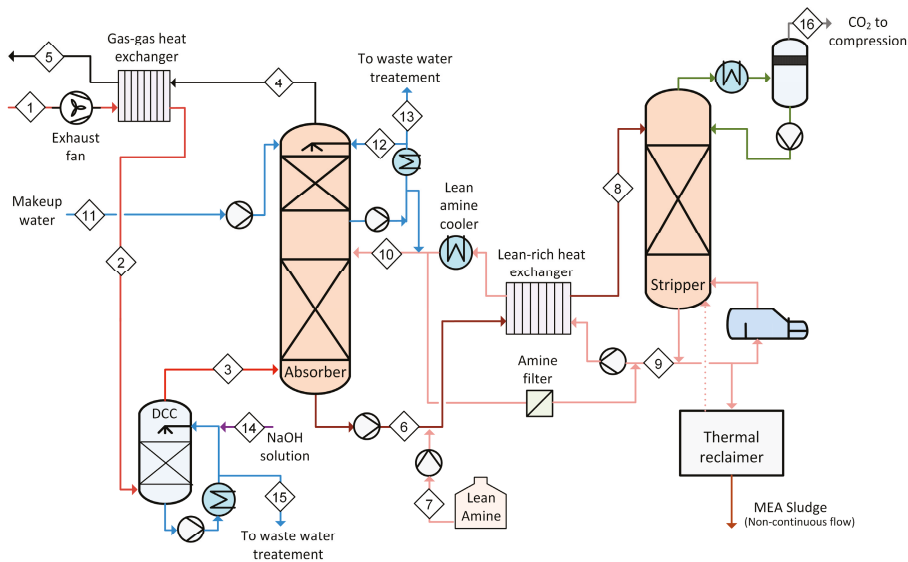 16
CO₂ to
compression
Gas-gas heat
exchanger
5
4
To waste water
treatement
1
Exhaust
fan
13
12
Lean
amine
cooler
8
Makeup
water
11
10
Lean-rich heat
exchanger
2
Stripper
3
Absorber
Amine
filter
9
DCC
14
NaOH
solution
6
Thermal
reclaimer
15
7
Lean
Amine
MEA Sludge
(Non-continuous flow)
To waste water
treatement